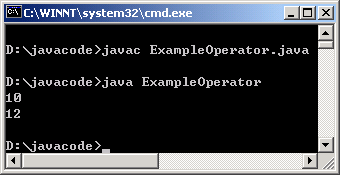 C:\WINNT\system32\cmd.exe
D:\javacode>javac ExampleOperator.java
D:\javacode>java ExampleOperator
10
12
D:\javacode>_